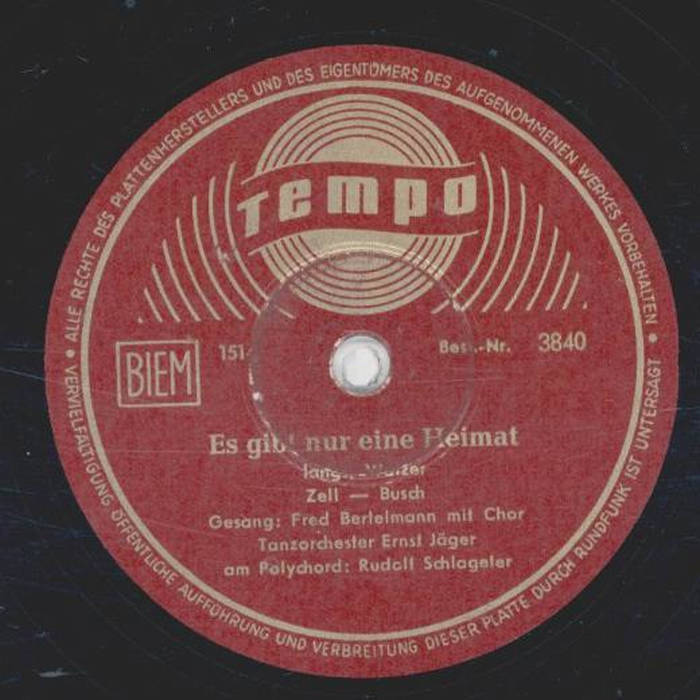 • ALLE RECHTE DES PLATTENHERSTELLERS UND DES EIGENTÜMERS DES AUFGENOMMENEN WERKES VORBEHALTEN •
VERVIELFÄLTIGUNG ÖFFENTLICHE AUFFÜHRUNG UND VERBREITUNG DIESER PLATTE DURCH RUNDFUNK IST UNTERSAGT
Tempo
BIEM
Best.-Nr. 3840
Es gibt nur eine Heimat
langs.-Walzer
Zell — Busch
Gesang: Fred Bertelmann mit Chor
Tanzorchester Ernst Jäger
am Polychord: Rudolf Schlageter